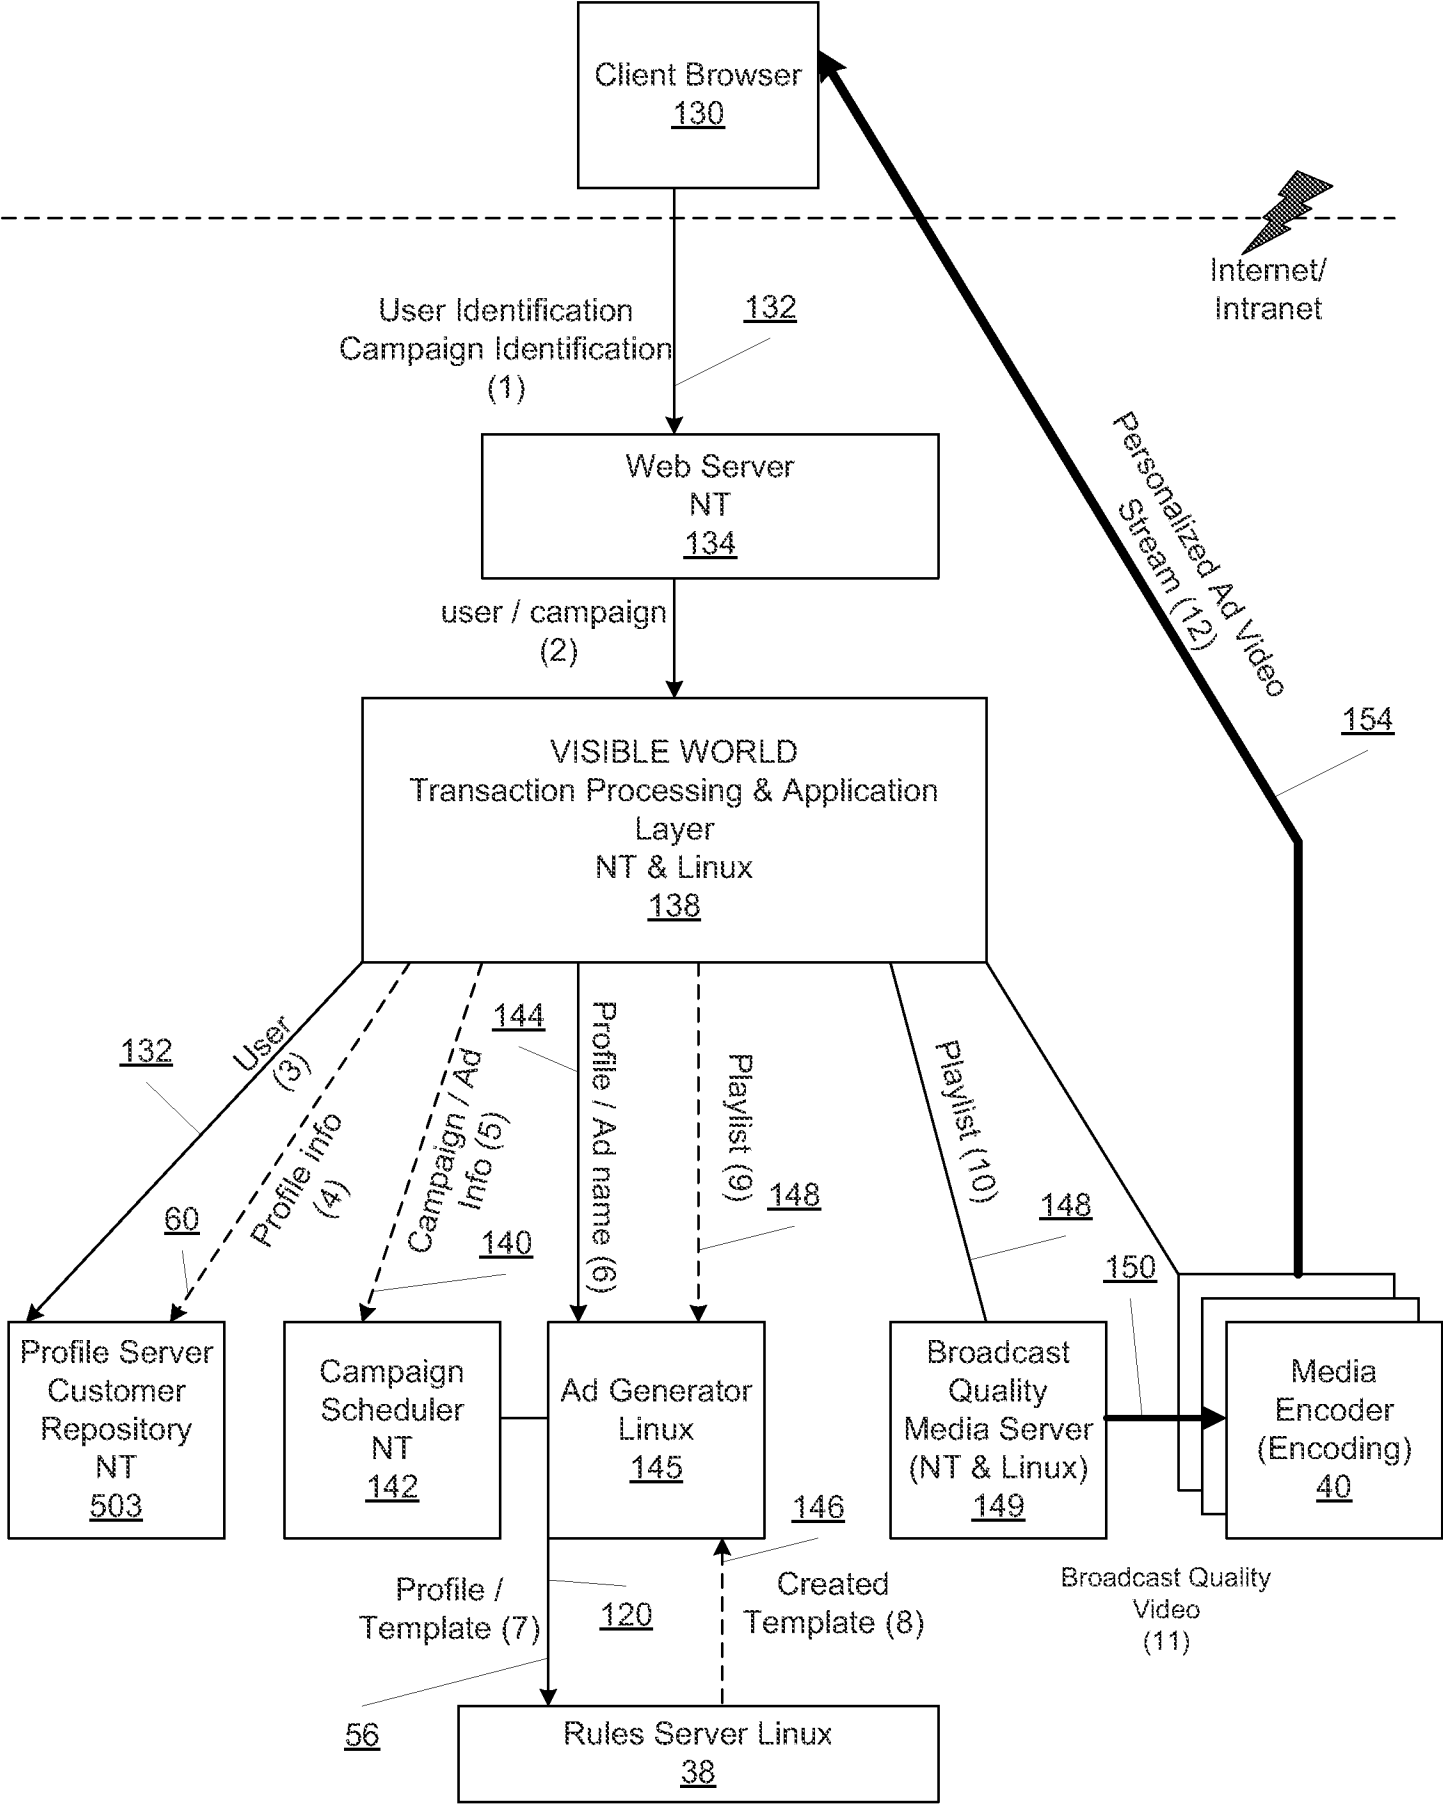 Client Browser
130
Internet/
Intranet
User Identification
Campaign Identification
(1)
132
Web Server
NT
134
user / campaign
(2)
Personalized Ad Video
Stream (12)
154
VISIBLE WORLD
Transaction Processing & Application
Layer
NT & Linux
138
132
User
(3)
60
Profile info
(4)
Campaign / Ad
Info (5)
140
144
Profile / Ad name (6)
Playlist (9)
148
Playlist (10)
148
150
Profile Server
Customer
Repository
NT
503
Campaign
Scheduler
NT
142
Ad Generator
Linux
145
Broadcast
Quality
Media Server
(NT & Linux)
149
Media
Encoder
(Encoding)
40
Broadcast Quality
Video
(11)
Profile /
Template (7)
120
56
146
Created
Template (8)
Rules Server Linux
38